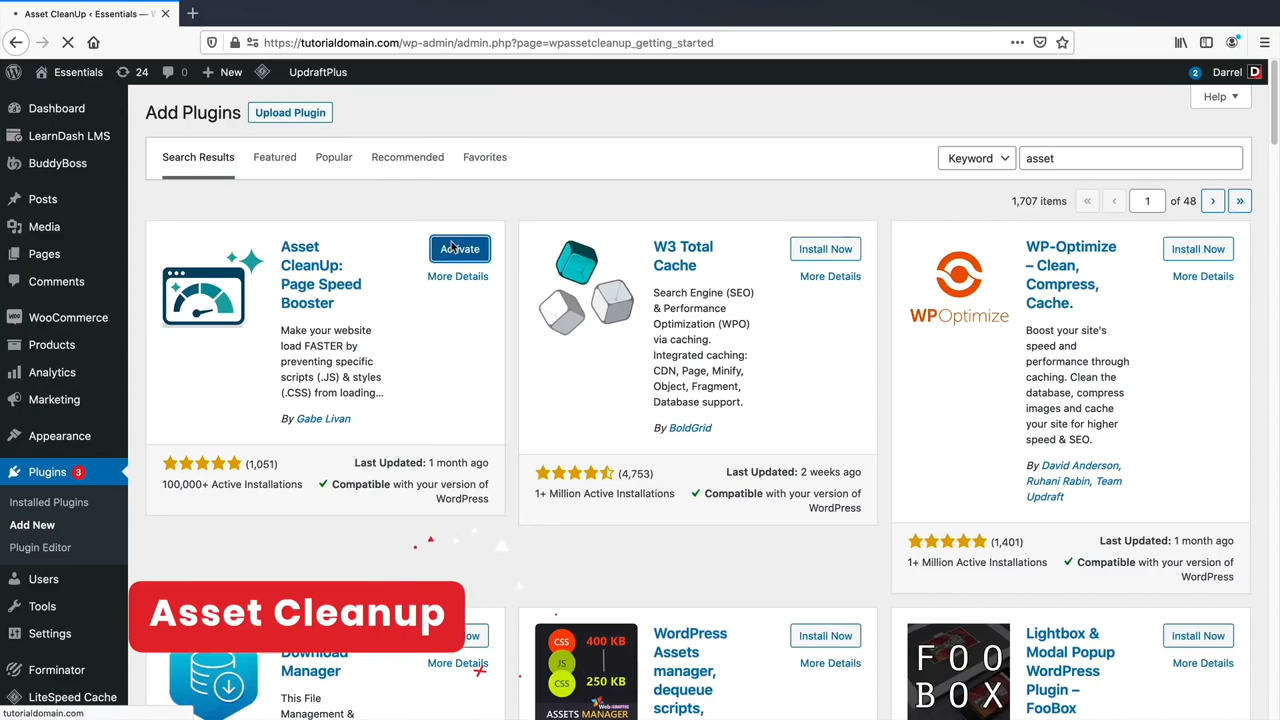 Asset CleanUp ‹ Essentials — W
https://tutorialdomain.com/wp-admin/admin.php?page=wpassetcleanup_getting_started
Essentials
24
0
New
UpdraftPlus
2
Darrel
D
Dashboard
LearnDash LMS
BuddyBoss
Posts
Media
Pages
Comments
WooCommerce
Products
Analytics
Marketing
Appearance
Plugins 3
Installed Plugins
Add New
Plugin Editor
Users
Tools
Settings
Forminator
LiteSpeed Cache
tutorialdomain.com
Add Plugins
Upload Plugin
Help
Search Results
Featured
Popular
Recommended
Favorites
Keyword
asset
1,707 items
«
‹
1
of 48
›
»
Asset
CleanUp:
Page Speed
Booster
Activate
More Details
Make your website
load FASTER by
preventing specific
scripts (.JS) & styles
(.CSS) from loading...
By Gabe Livan
(1,051)
100,000+ Active Installations
Last Updated: 1 month ago
Compatible with your version of
WordPress
W3 Total
Cache
Install Now
More Details
Search Engine (SEO)
& Performance
Optimization (WPO)
via caching.
Integrated caching:
CDN, Page, Minify,
Object, Fragment,
Database support.
By BoldGrid
(4,753)
1+ Million Active Installations
Last Updated: 2 weeks ago
Compatible with your version of
WordPress
WPOptimize
WP-Optimize
– Clean,
Compress,
Cache.
Install Now
More Details
Boost your site's
speed and
performance through
caching. Clean the
database, compress
images and cache
your site for higher
speed & SEO.
By David Anderson,
Ruhani Rabin, Team
Updraft
(1,401)
1+ Million Active Installations
Last Updated: 1 month ago
Compatible with your version of
WordPress
Asset Cleanup
Download
Manager
More Details
This File
Management &
CSS
400 KB
JS
CSS
250 KB
WebCraftic
ASSETS MANAGER
WordPress
Assets
manager,
dequeue
scripts,
Install Now
More Details
FOO
BOX
Lightbox &
Modal Popup
WordPress
Plugin –
FooBox
Install Now
More Details